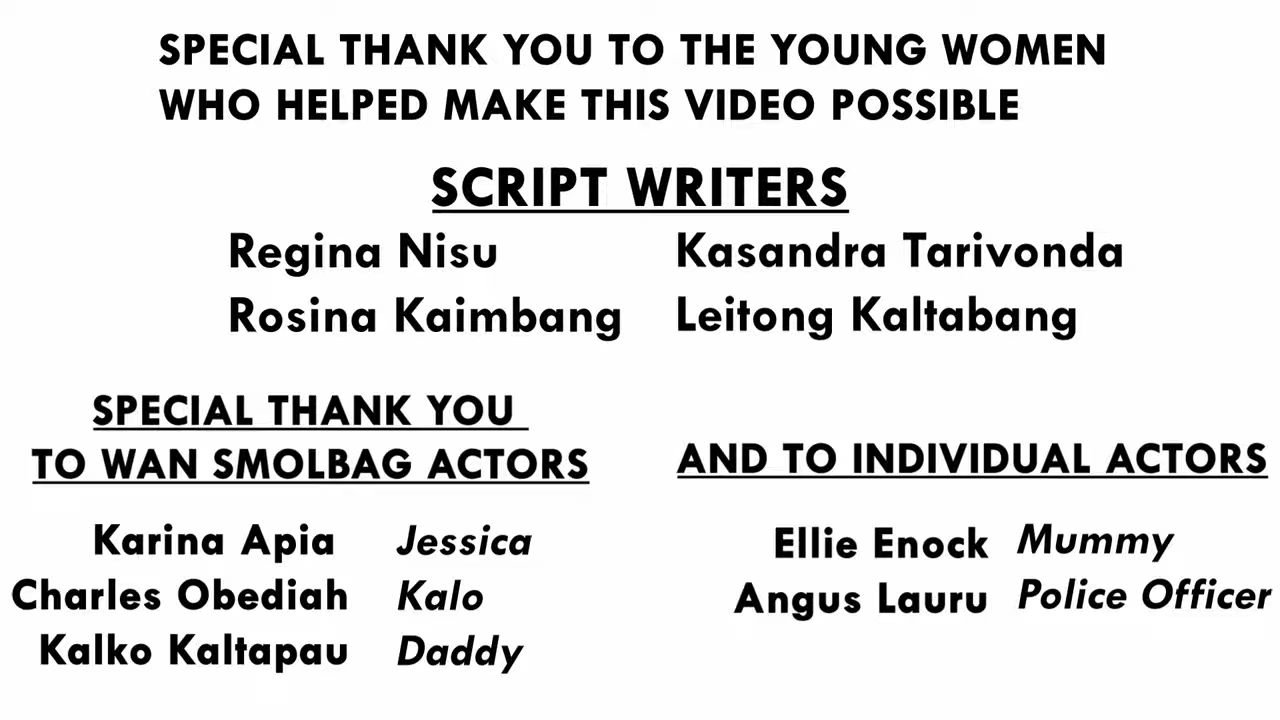 SPECIAL THANK YOU TO THE YOUNG WOMEN
WHO HELPED MAKE THIS VIDEO POSSIBLE
SCRIPT WRITERS
Regina Nisu Kasandra Tarivonda
Rosina Kaimbang Leitong Kaltabang
SPECIAL THANK YOU
TO WAN SMOLBAG ACTORS
Karina Apia Jessica
Charles Obediah Kalo
Kalko Kaltapau Daddy
AND TO INDIVIDUAL ACTORS
Ellie Enock Mummy
Angus Lauru Police Officer